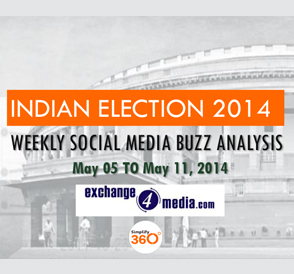 INDIAN ELECTION 2014
WEEKLY SOCIAL MEDIA BUZZ ANALYSIS
May 05 TO May 11, 2014
exchange4media.com
Simplify
360°